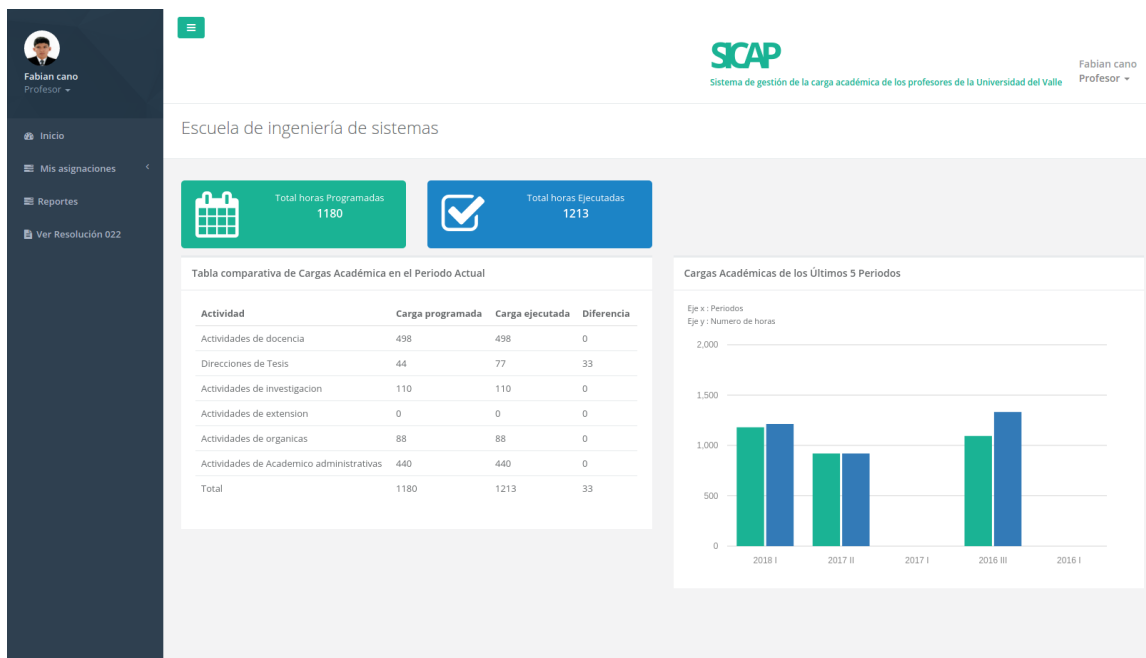 Fabian cano
Profesor
Inicio
Mis asignaciones
Reportes
Ver Resolución 022
SICAP
Sistema de gestión de la carga académica de los profesores de la Universidad del Valle
Fabian cano
Profesor
Escuela de ingeniería de sistemas
Total horas Programadas
1180
Total horas Ejecutadas
1213
Tabla comparativa de Cargas Académica en el Periodo Actual
Actividad Carga programada Carga ejecutada Diferencia
Actividades de docencia 498 498 0
Direcciones de Tesis 44 77 33
Actividades de investigacion 110 110 0
Actividades de extension 0 0 0
Actividades de organicas 88 88 0
Actividades de Academico administrativas 440 440 0
Total 1180 1213 33
Cargas Académicas de los Últimos 5 Periodos
Eje x : Periodos
Eje y : Numero de horas
2,000
1,500
1,000
500
0
2018 I 2017 II 2017 I 2016 III 2016 I